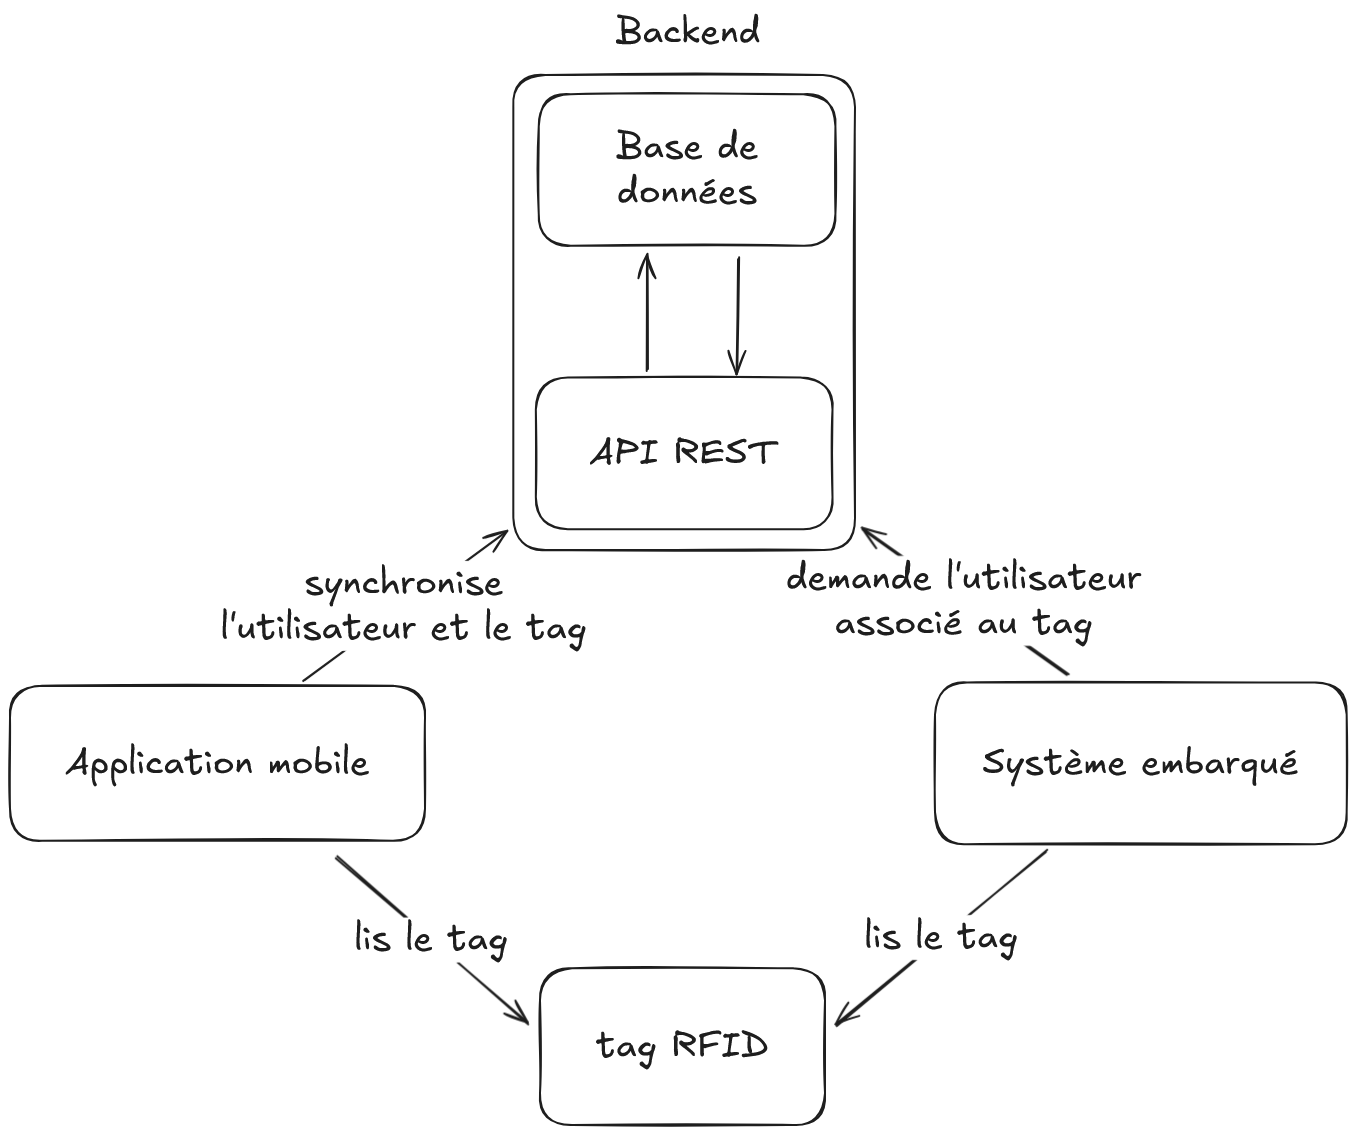 Backend
Base de
données
API REST
synchronise
l'utilisateur et le tag
demande l'utilisateur
associé au tag
Application mobile
Système embarqué
lis le tag
lis le tag
tag RFID